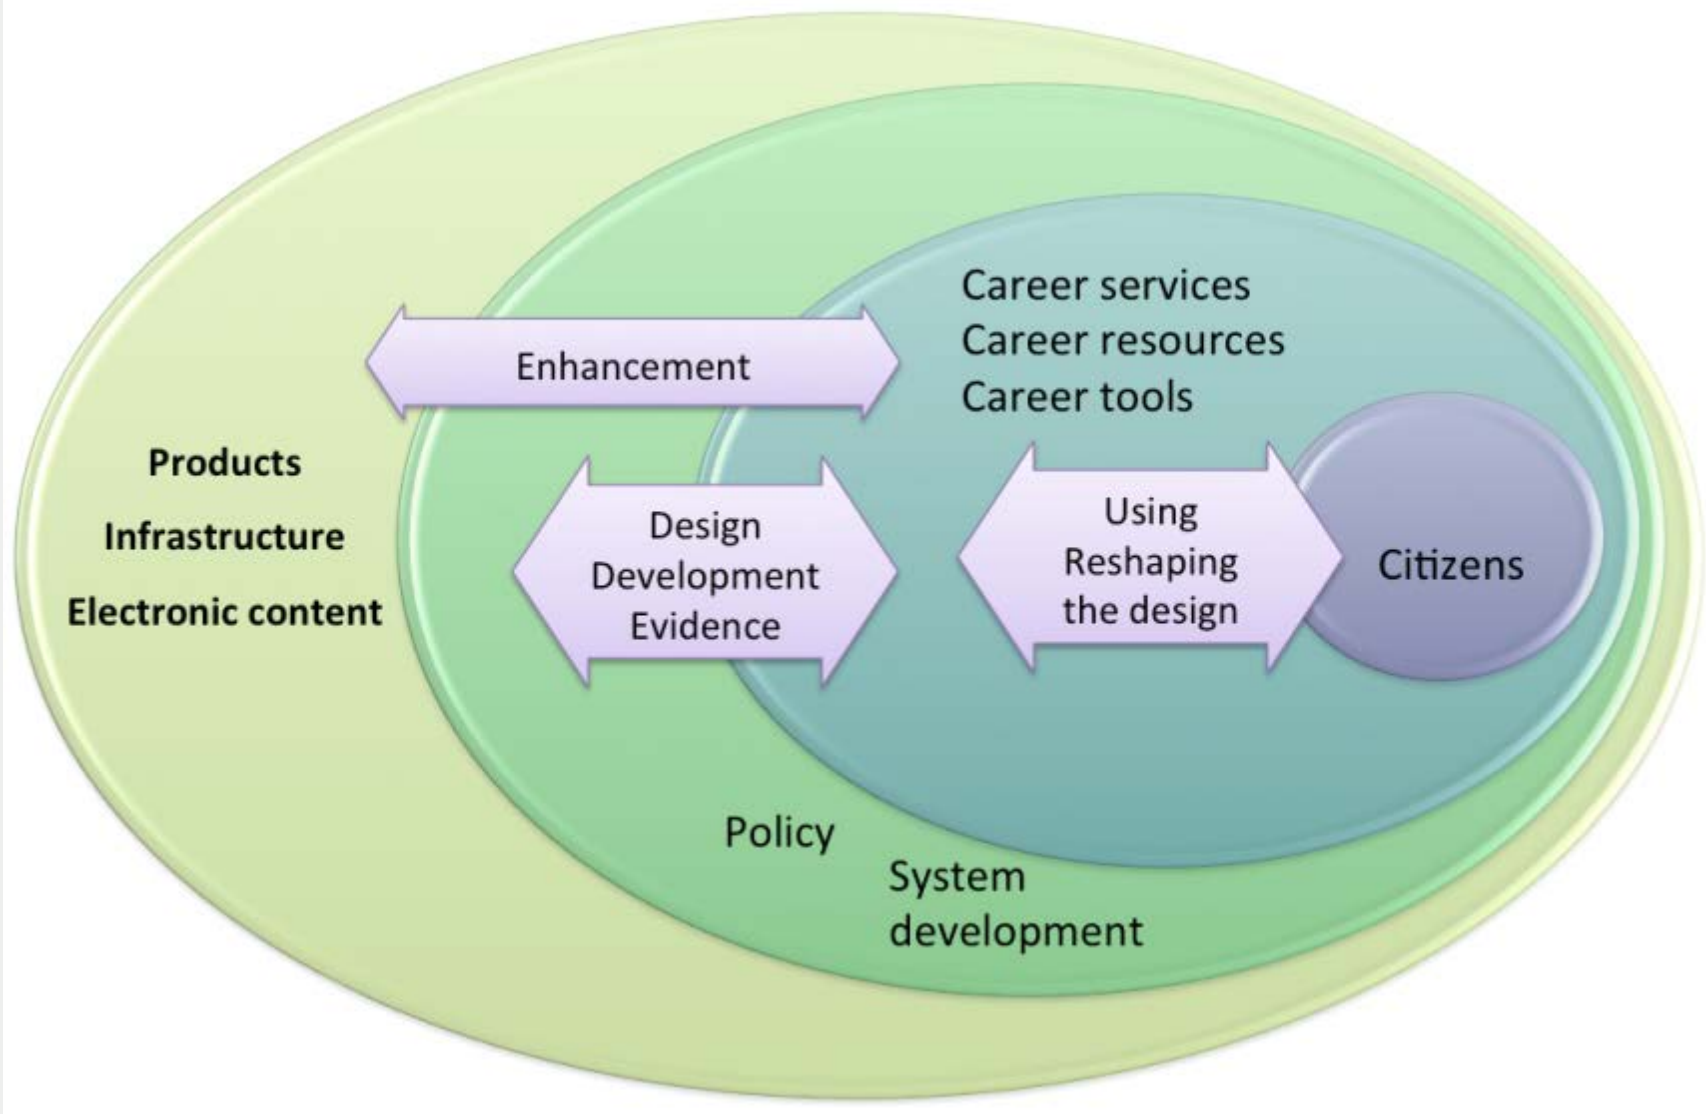 Career services
Career resources
Career tools
Enhancement
Products
Infrastructure
Electronic content
Design
Development
Evidence
Using
Reshaping
the design
Citizens
Policy
System
development